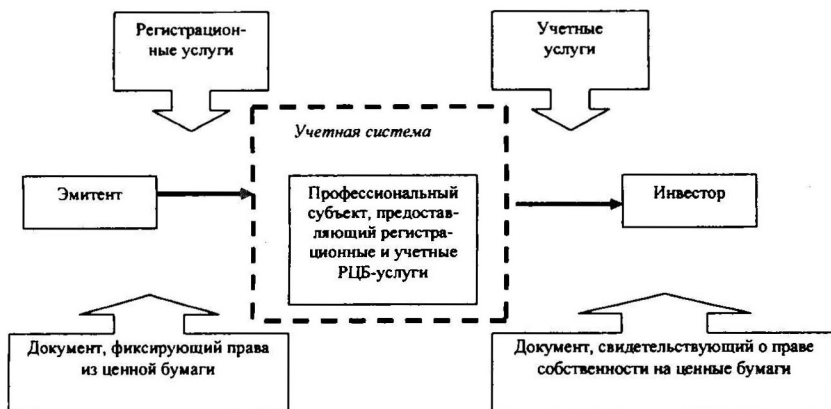 Регистрацион-
ные услуги
Учетные
услуги
Учетная система
Эмитент
Профессиональный
субъект, предостав-
ляющий регистра-
ционные и учетные
РЦБ-услуги
Инвестор
Документ, фиксирующий права
из ценной бумаги
Документ, свидетельствующий о праве
собственности на ценные бумаги